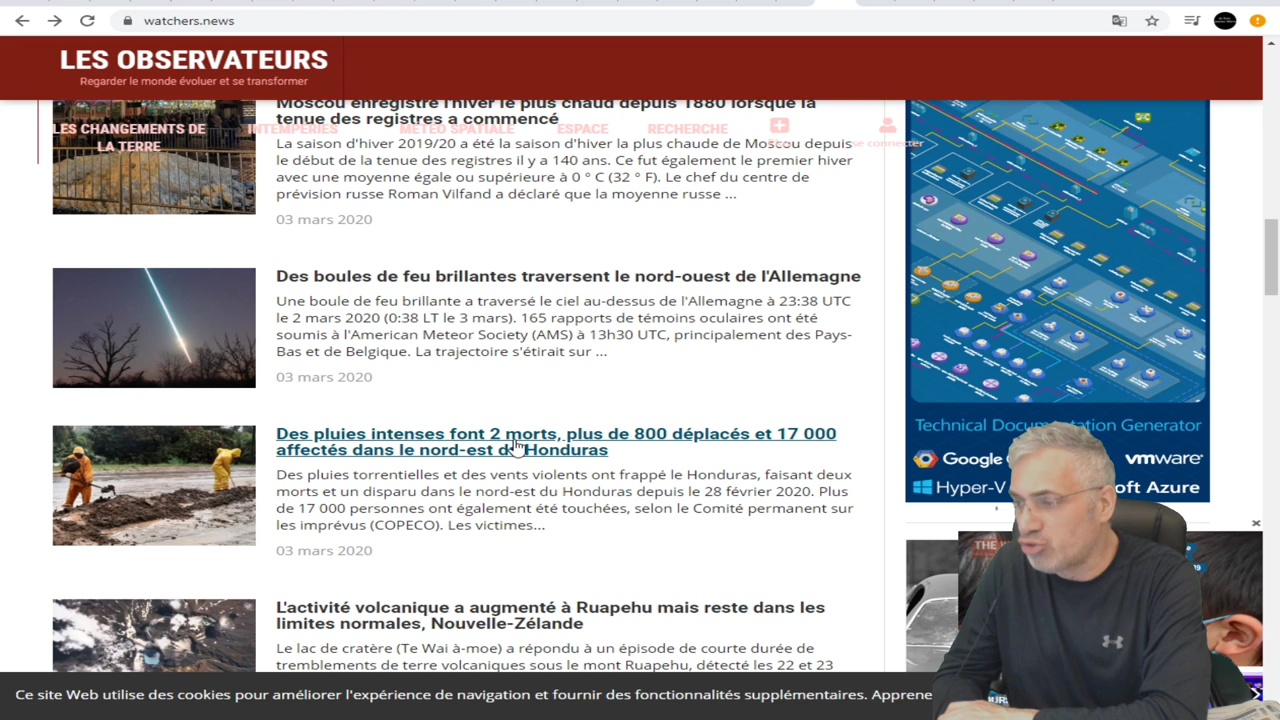 watchers.news
LES OBSERVATEURS
Regarder le monde évoluer et se transformer
LES CHANGEMENTS DE
LA TERRE
INTEMPÉRIES
MÉTÉO SPATIALE
ESPACE
RECHERCHE
se connecter
Moscou enregistre l'hiver le plus chaud depuis 1880 lorsque la
tenue des registres a commencé
La saison d'hiver 2019/20 a été la saison d'hiver la plus chaude de Moscou depuis
le début de la tenue des registres il y a 140 ans. Ce fut également le premier hiver
avec une moyenne égale ou supérieure à 0 ° C (32 ° F). Le chef du centre de
prévision russe Roman Vilfand a déclaré que la moyenne russe ...
03 mars 2020
Des boules de feu brillantes traversent le nord-ouest de l'Allemagne
Une boule de feu brillante a traversé le ciel au-dessus de l'Allemagne à 23:38 UTC
le 2 mars 2020 (0:38 LT le 3 mars). 165 rapports de témoins oculaires ont été
soumis à l'American Meteor Society (AMS) à 13h30 UTC, principalement des Pays-
Bas et de Belgique. La trajectoire s'étirait sur ...
03 mars 2020
Des pluies intenses font 2 morts, plus de 800 déplacés et 17 000
affectés dans le nord-est du Honduras
Des pluies torrentielles et des vents violents ont frappé le Honduras, faisant deux
morts et un disparu dans le nord-est du Honduras depuis le 28 février 2020. Plus
de 17 000 personnes ont également été touchées, selon le Comité permanent sur
les imprévus (COPECO). Les victimes...
03 mars 2020
L'activité volcanique a augmenté à Ruapehu mais reste dans les
limites normales, Nouvelle-Zélande
Le lac de cratère (Te Wai à-moe) a répondu à un épisode de courte durée de
tremblements de terre volcaniques sous le mont Ruapehu, détecté les 22 et 23
Technical Generator
Google
vmware
Hyper-V
oft Azure
THE
Ce site Web utilise des cookies pour améliorer l'expérience de navigation et fournir des fonctionnalités supplémentaires. Apprene